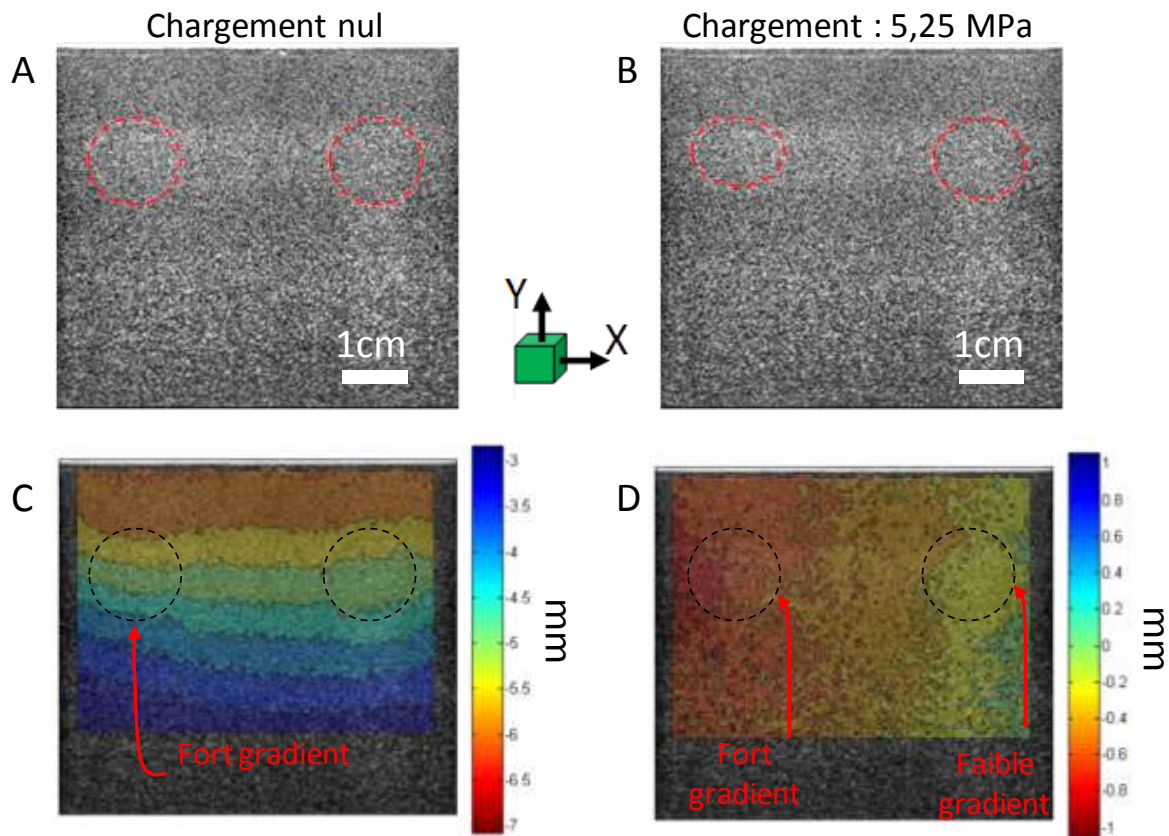 Chargement nul
Chargement : 5,25 MPa
A
B
Y
X
1cm
1cm
C
-3
-3.5
-4
-4.5
-5
-5.5
-6
-6.5
-7
mm
Fort gradient
D
1
0.8
0.6
0.4
0.2
0
-0.2
-0.4
-0.6
-0.8
-1
mm
Fort
gradient
Faible
gradient